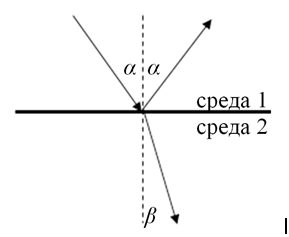 α α
среда 1
среда 2
β